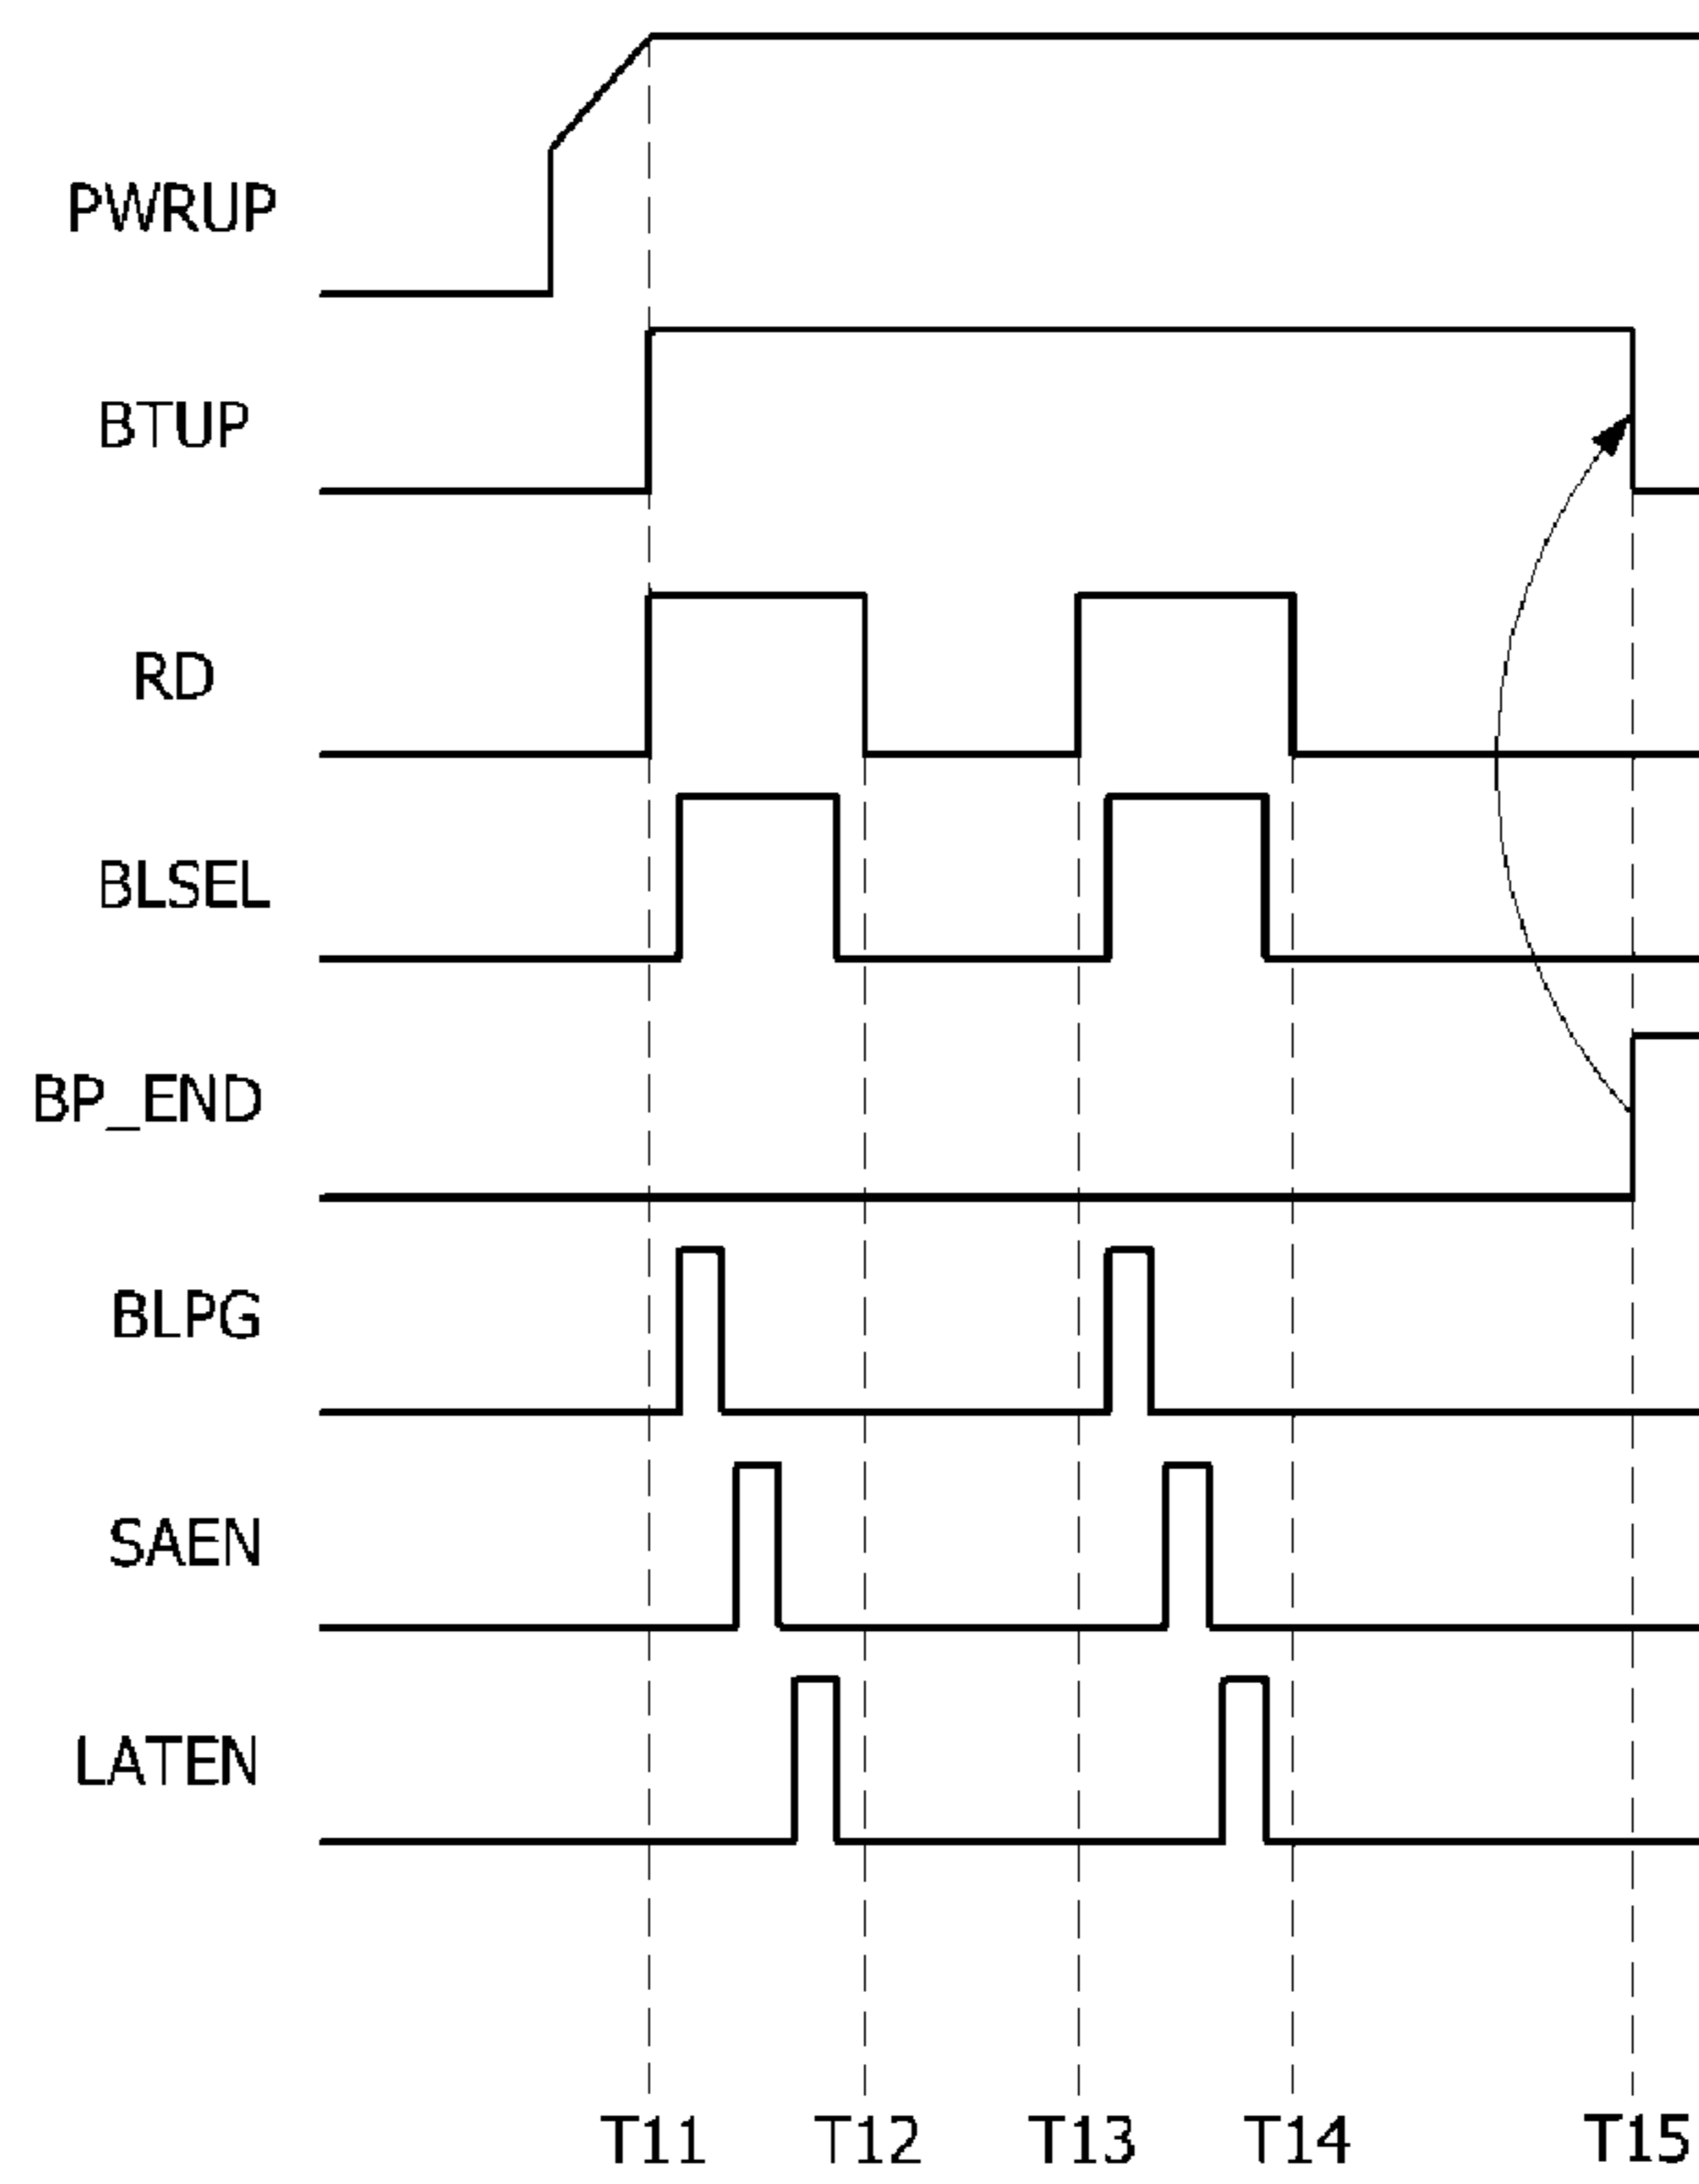 PWRUP
BTUP
RD
BLSEL
BP_END
BLPG
SAEN
LATEN
T11 T12 T13 T14 T15